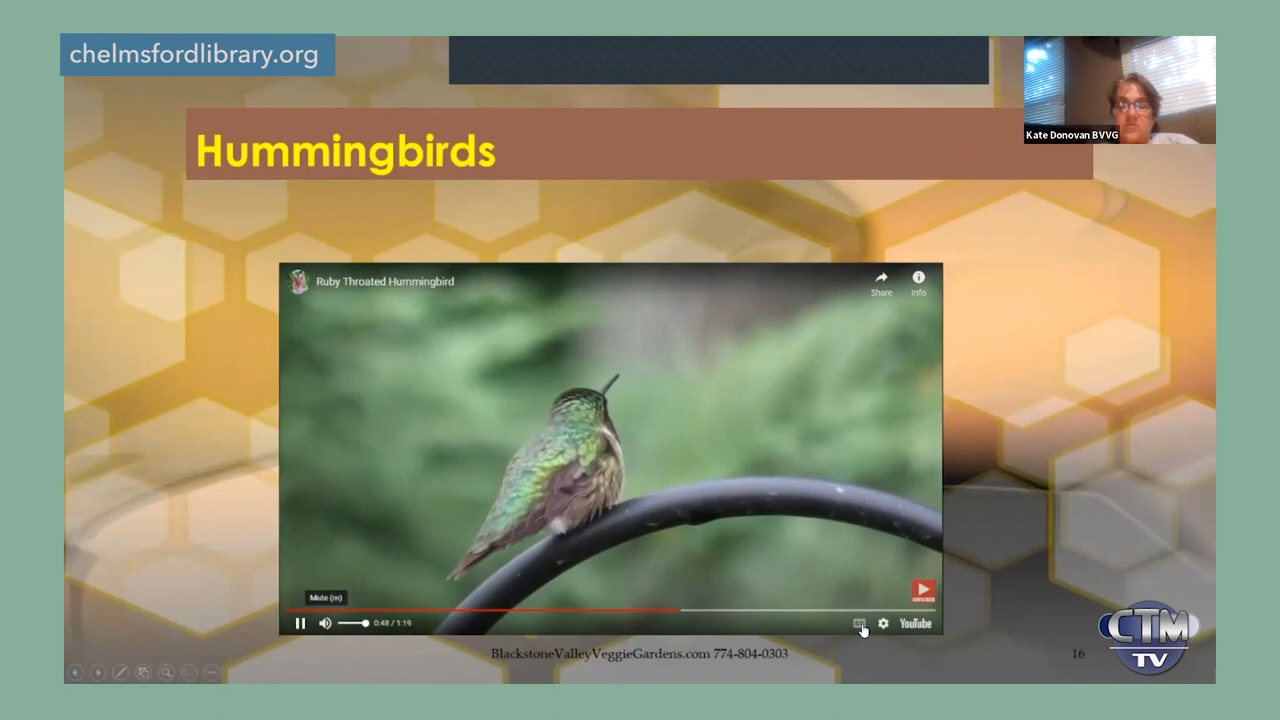 chelmsfordlibrary.org
Kate Donovan BVVG
Hummingbirds
Ruby Throated Hummingbird
Share
Info
Mute (m)
SUBSCRIBE
0:48 / 1:19
YouTube
BlackstoneValleyVeggieGardens.com 774-804-0303
16
CTM
TV